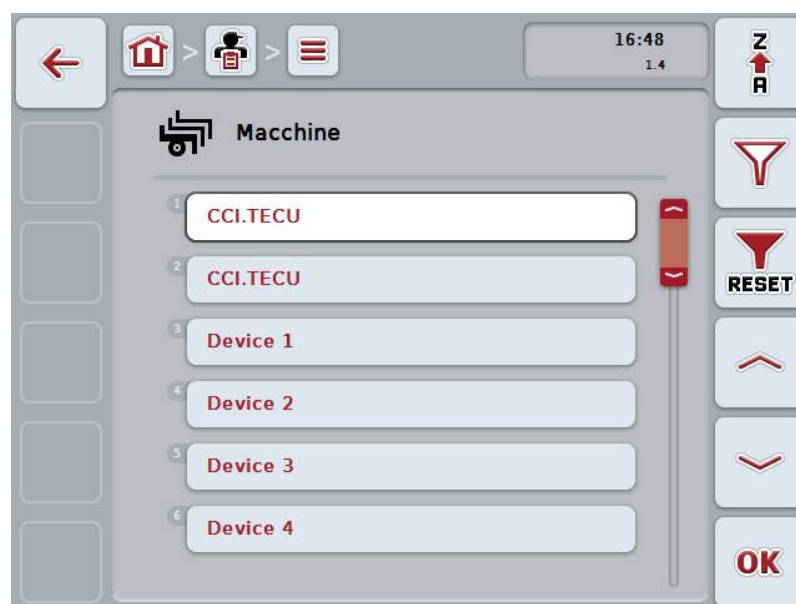 16:48
1.4
Z
A
Macchine
1
CCI.TECU
2
CCI.TECU
RESET
3
Device 1
4
Device 2
5
Device 3
6
Device 4
OK